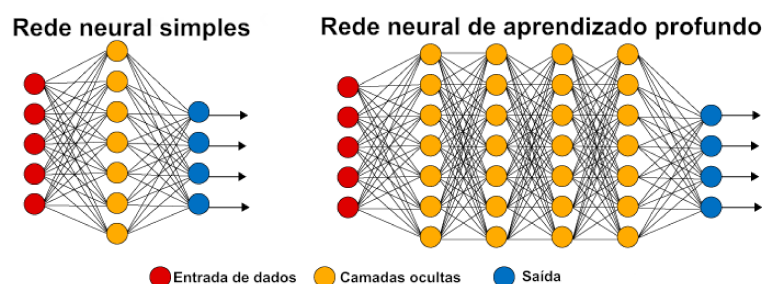 Rede neural simples
Rede neural de aprendizado profundo
Entrada de dados
Camadas ocultas
Saída